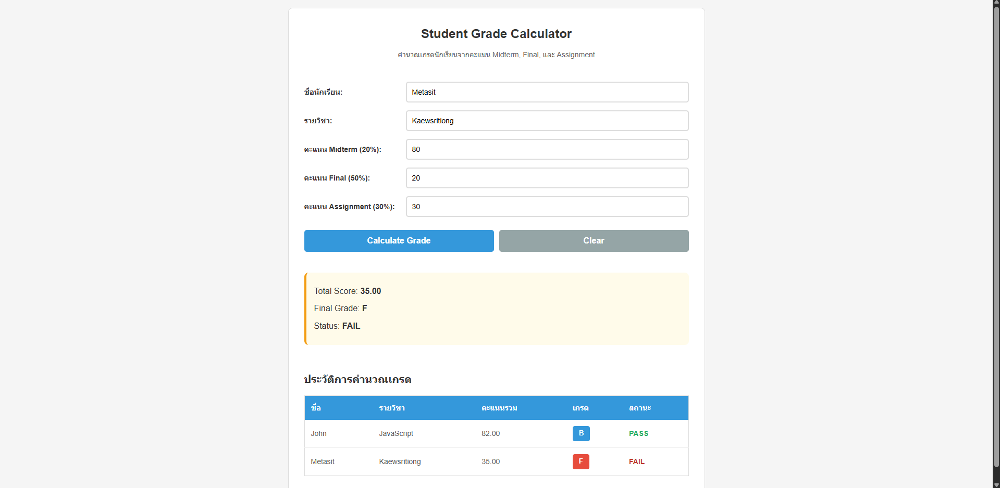 Student Grade Calculator
คำนวณเกรดนักเรียนจากคะแนน Midterm, Final, และ Assignment
ชื่อนักเรียน: Metasit
รายวิชา: Kaewsritiong
คะแนน Midterm (20%): 80
คะแนน Final (50%): 20
คะแนน Assignment (30%): 30
Calculate Grade Clear
Total Score: 35.00
Final Grade: F
Status: FAIL
ประวัติการคำนวณเกรด
ชื่อ รายวิชา คะแนนรวม เกรด สถานะ
John JavaScript 82.00 B PASS
Metasit Kaewsritiong 35.00 F FAIL